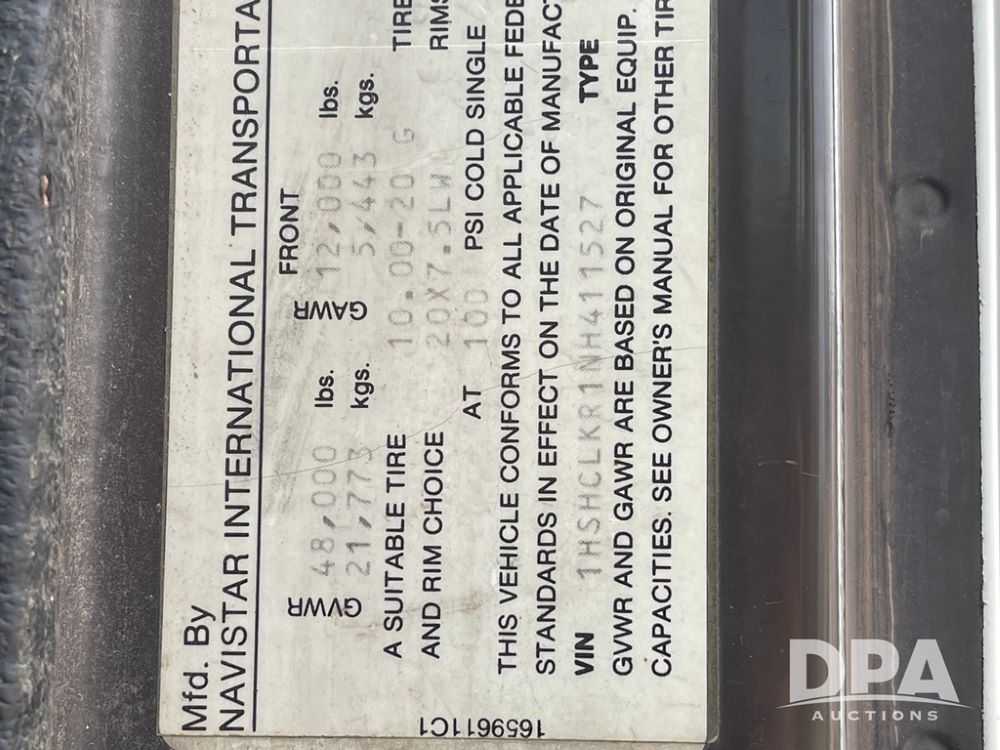 Mfd. By
NAVISTAR INTERNATIONAL TRANSPORTA
FRONT
GVWR 48,000 lbs. GAWR 12,000 lbs.
21,773 kgs. 5,443 kgs.
A SUITABLE TIRE 10.00-20 G TIRE
AND RIM CHOICE 20X7.5LW RIMS
AT 100 PSI COLD SINGLE
THIS VEHICLE CONFORMS TO ALL APPLICABLE FEDE
STANDARDS IN EFFECT ON THE DATE OF MANUFACT
VIN 1HSHCLKR1NH411527 TYPE
GVWR AND GAWR ARE BASED ON ORIGINAL EQUIP.
CAPACITIES. SEE OWNER'S MANUAL FOR OTHER TIR
1659611C1
DPA
AUCTIONS